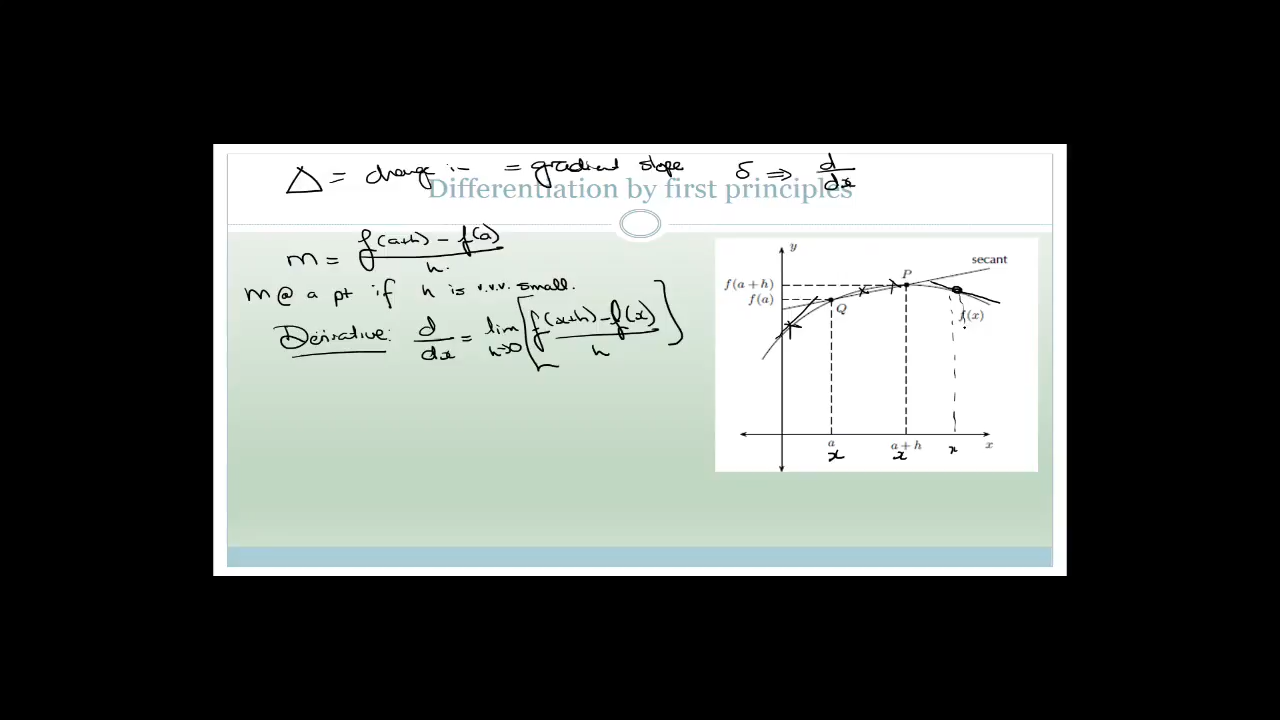 Δ = change in = gradient slope δ ⇒ d/dx
Differentiation by first principles
m = f(a+h) − f(a) / h.
m @ a pt if h is v.v.v. small.
Derivative: d/dx = lim h→0 [f(x+h) − f(x) / h]
y
secant
P
f(a + h)
f(a)
Q
f(x)
a
a + h
x
x
x
x